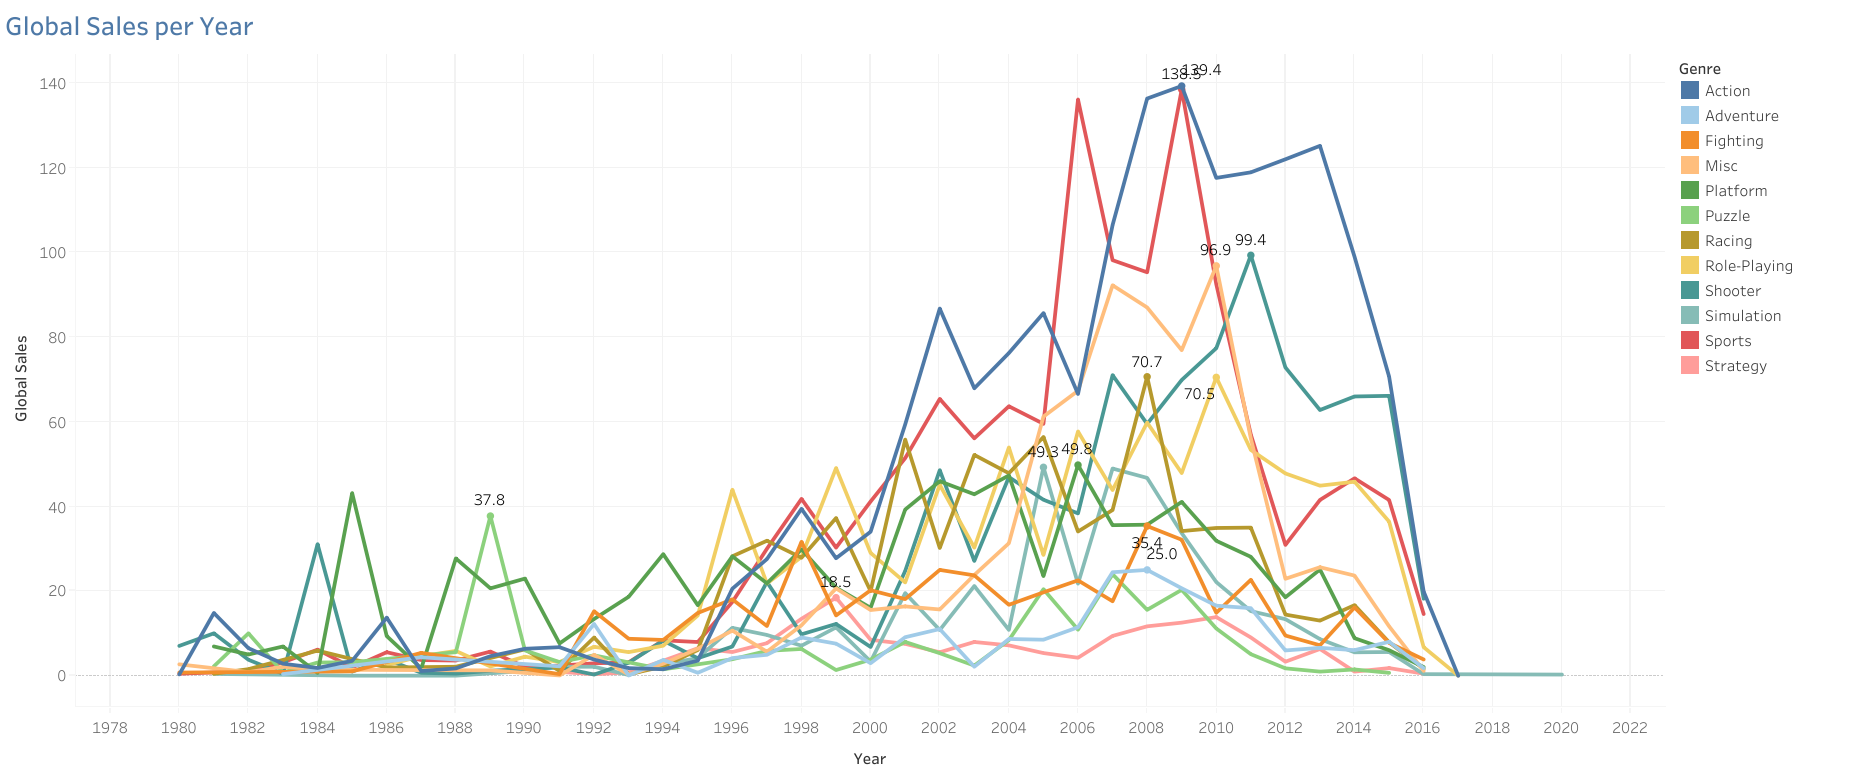 Global Sales per Year
140
120
100
80
60
40
20
0
Global Sales
138.5
139.4
99.4
96.9
70.7
70.5
49.3
49.8
37.8
35.4
25.0
18.5
1978 1980 1982 1984 1986 1988 1990 1992 1994 1996 1998 2000 2002 2004 2006 2008 2010 2012 2014 2016 2018 2020 2022
Year
Genre
Action
Adventure
Fighting
Misc
Platform
Puzzle
Racing
Role-Playing
Shooter
Simulation
Sports
Strategy